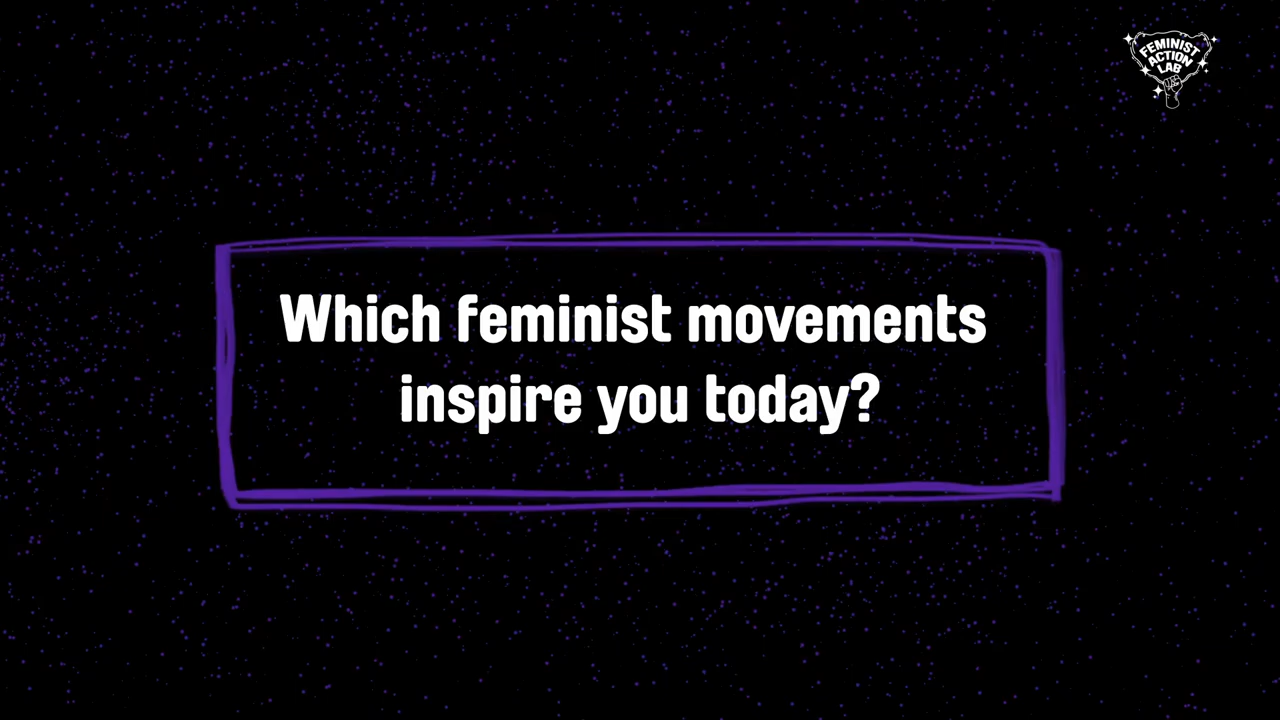 FEMINIST
ACTION
LAB
Which feminist movements
inspire you today?